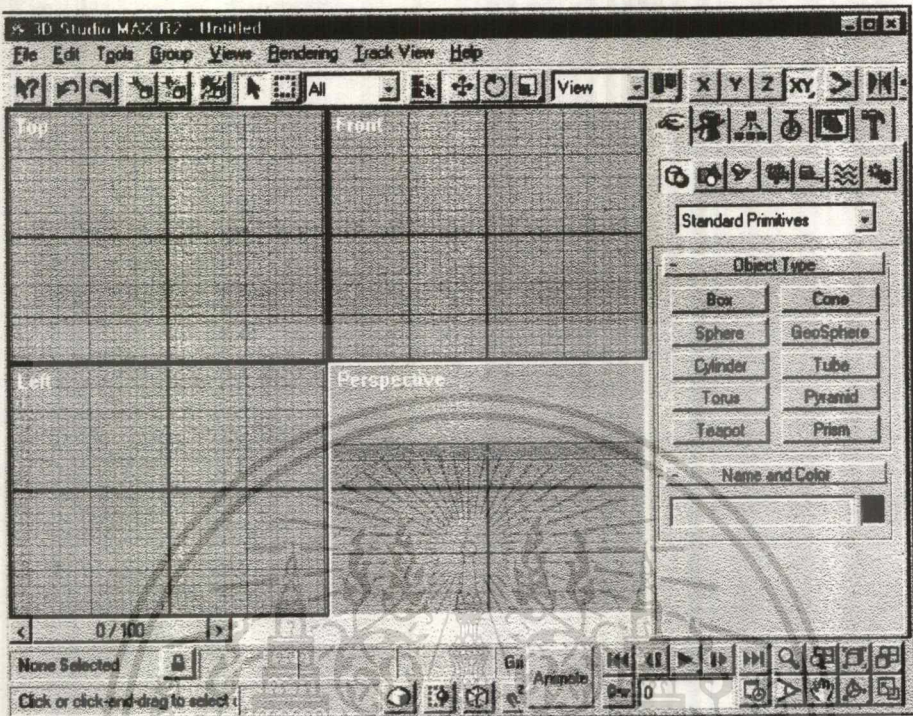 3D Studio MAX R2 - Untitled
File Edit Tools Group Views Rendering Track View Help
All View X Y Z XY
Top Front
Standard Primitives
Object Type
Box Cone
Sphere GeoSphere
Cylinder Tube
Torus Pyramid
Teapot Prism
Left Perspective
Name and Color
0 / 100
None Selected
Animate
0
Click or click-and-drag to select